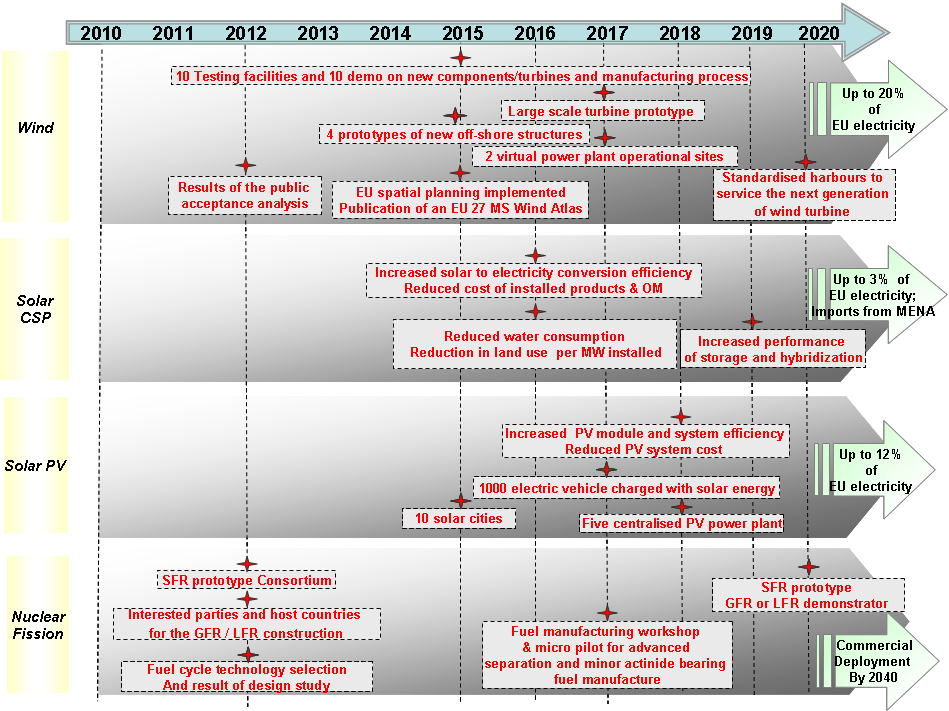 2010 2011 2012 2013 2014 2015 2016 2017 2018 2019 2020
Wind
10 Testing facilities and 10 demo on new components/turbines and manufacturing process
Large scale turbine prototype
4 prototypes of new off-shore structures
2 virtual power plant operational sites
Results of the public
acceptance analysis
EU spatial planning implemented
Publication of an EU 27 MS Wind Atlas
Standardised harbours to
service the next generation
of wind turbine
Up to 20%
of
EU electricity
Solar
CSP
Increased solar to electricity conversion efficiency
Reduced cost of installed products & OM
Reduced water consumption
Reduction in land use per MW installed
Increased performance
of storage and hybridization
Up to 3% of
EU electricity;
Imports from MENA
Solar PV
Increased PV module and system efficiency
Reduced PV system cost
1000 electric vehicle charged with solar energy
10 solar cities
Five centralised PV power plant
Up to 12%
of
EU electricity
Nuclear
Fission
SFR prototype Consortium
Interested parties and host countries
for the GFR / LFR construction
Fuel cycle technology selection
And result of design study
Fuel manufacturing workshop
& micro pilot for advanced
separation and minor actinide bearing
fuel manufacture
SFR prototype
GFR or LFR demonstrator
Commercial
Deployment
By 2040